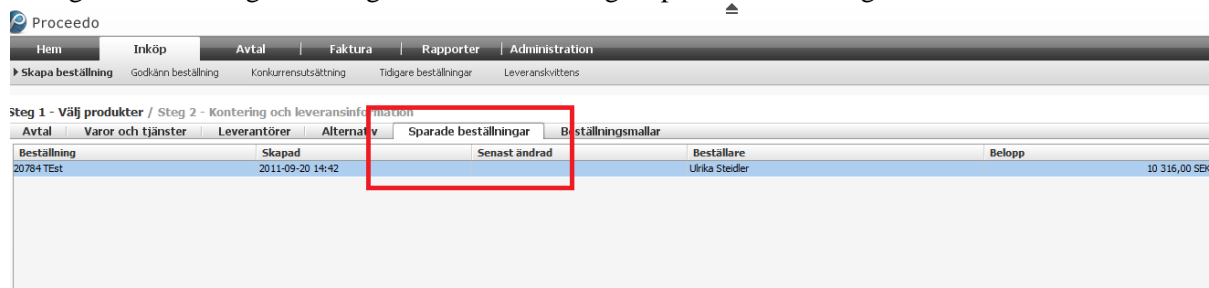 Proceedo
Hem Inköp Avtal Faktura Rapporter Administration
Skapa beställning Godkänn beställning Konkurrensutsättning Tidigare beställningar Leveranskvittens
Steg 1 - Välj produkter / Steg 2 - Kontering och leveransinformation
Avtal Varor och tjänster Leverantörer Alternativ Sparade beställningar Beställningsmallar
Beställning Skapad Senast ändrad Beställare Belopp
20784 TEst 2011-09-20 14:42 Ulrika Steidler 10 316,00 SEK